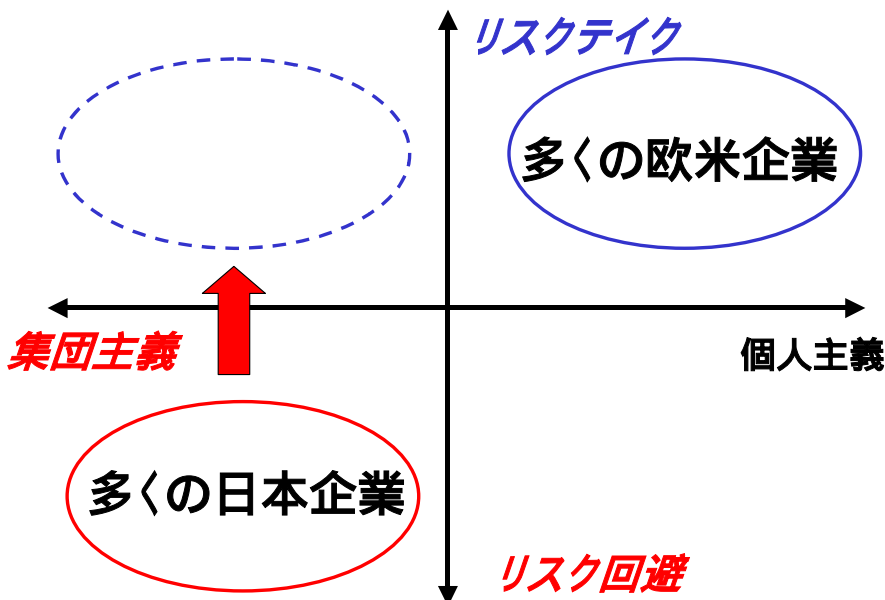 リスクテイク
多くの欧米企業
集団主義
個人主義
多くの日本企業
リスク回避